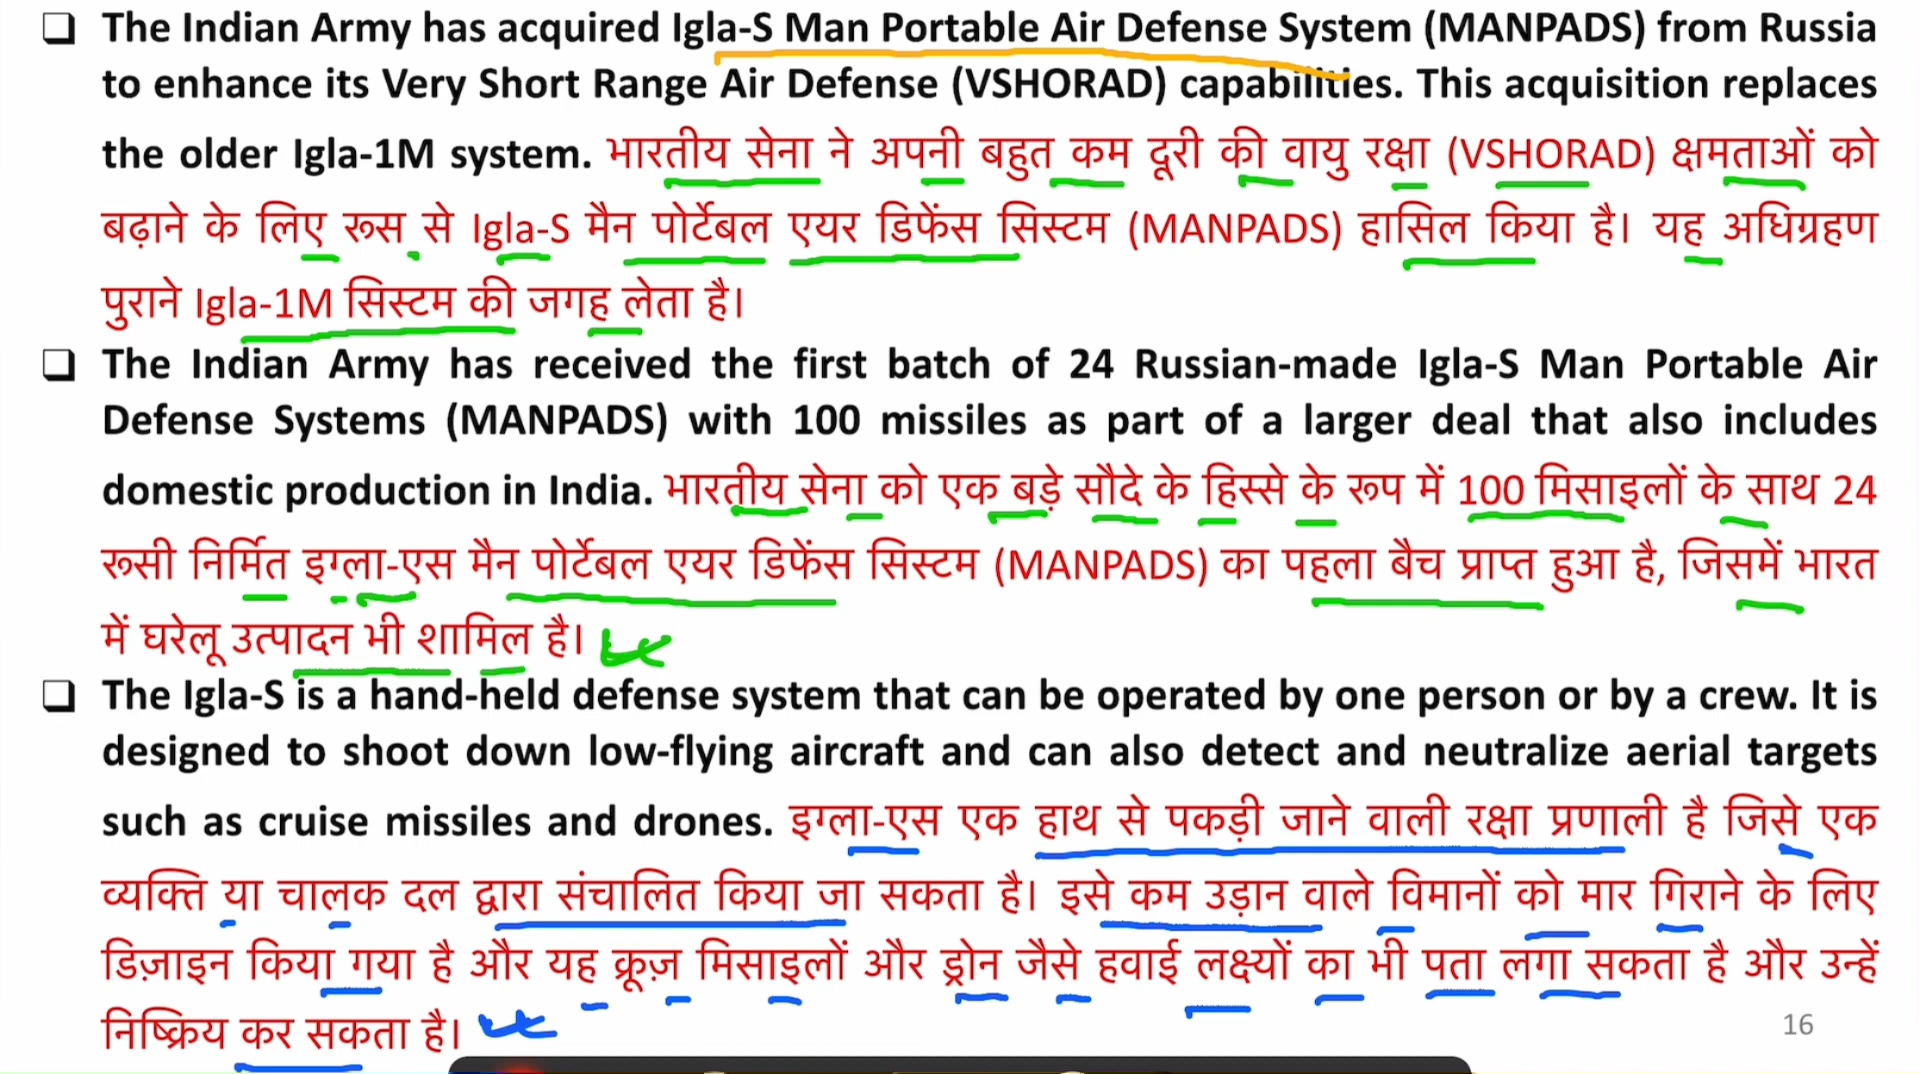 ❑ The Indian Army has acquired Igla-S Man Portable Air Defense System (MANPADS) from Russia
to enhance its Very Short Range Air Defense (VSHORAD) capabilities. This acquisition replaces
the older Igla-1M system. भारतीय सेना ने अपनी बहुत कम दूरी की वायु रक्षा (VSHORAD) क्षमताओं को
बढ़ाने के लिए रूस से Igla-S मैन पोर्टेबल एयर डिफेंस सिस्टम (MANPADS) हासिल किया है। यह अधिग्रहण
पुराने Igla-1M सिस्टम की जगह लेता है।
❑ The Indian Army has received the first batch of 24 Russian-made Igla-S Man Portable Air
Defense Systems (MANPADS) with 100 missiles as part of a larger deal that also includes
domestic production in India. भारतीय सेना को एक बड़े सौदे के हिस्से के रूप में 100 मिसाइलों के साथ 24
रूसी निर्मित इग्ला-एस मैन पोर्टेबल एयर डिफेंस सिस्टम (MANPADS) का पहला बैच प्राप्त हुआ है, जिसमें भारत
में घरेलू उत्पादन भी शामिल है।
❑ The Igla-S is a hand-held defense system that can be operated by one person or by a crew. It is
designed to shoot down low-flying aircraft and can also detect and neutralize aerial targets
such as cruise missiles and drones. इग्ला-एस एक हाथ से पकड़ी जाने वाली रक्षा प्रणाली है जिसे एक
व्यक्ति या चालक दल द्वारा संचालित किया जा सकता है। इसे कम उड़ान वाले विमानों को मार गिराने के लिए
डिज़ाइन किया गया है और यह क्रूज़ मिसाइलों और ड्रोन जैसे हवाई लक्ष्यों का भी पता लगा सकता है और उन्हें
निष्क्रिय कर सकता है।
16